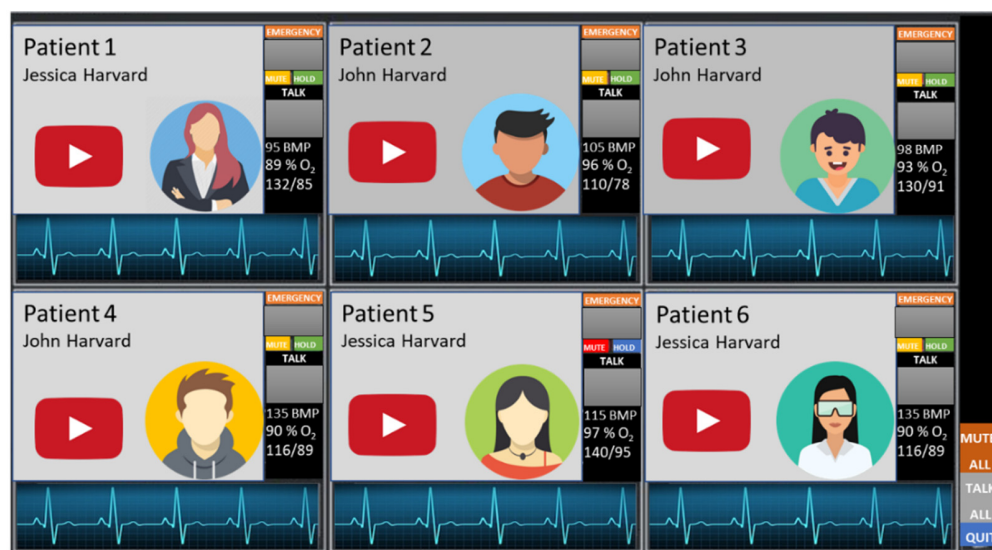 Patient 1
Jessica Harvard
EMERGENCY
MUTE HOLD
TALK
95 BMP
89 % O₂
132/85
Patient 2
John Harvard
EMERGENCY
MUTE HOLD
TALK
105 BMP
96 % O₂
110/78
Patient 3
John Harvard
EMERGENCY
MUTE HOLD
TALK
98 BMP
93 % O₂
130/91
Patient 4
John Harvard
EMERGENCY
MUTE HOLD
TALK
135 BMP
90 % O₂
116/89
Patient 5
Jessica Harvard
EMERGENCY
MUTE HOLD
TALK
115 BMP
97 % O₂
140/95
Patient 6
Jessica Harvard
EMERGENCY
MUTE HOLD
TALK
135 BMP
90 % O₂
116/89
MUTE
ALL
TALK
ALL
QUIT